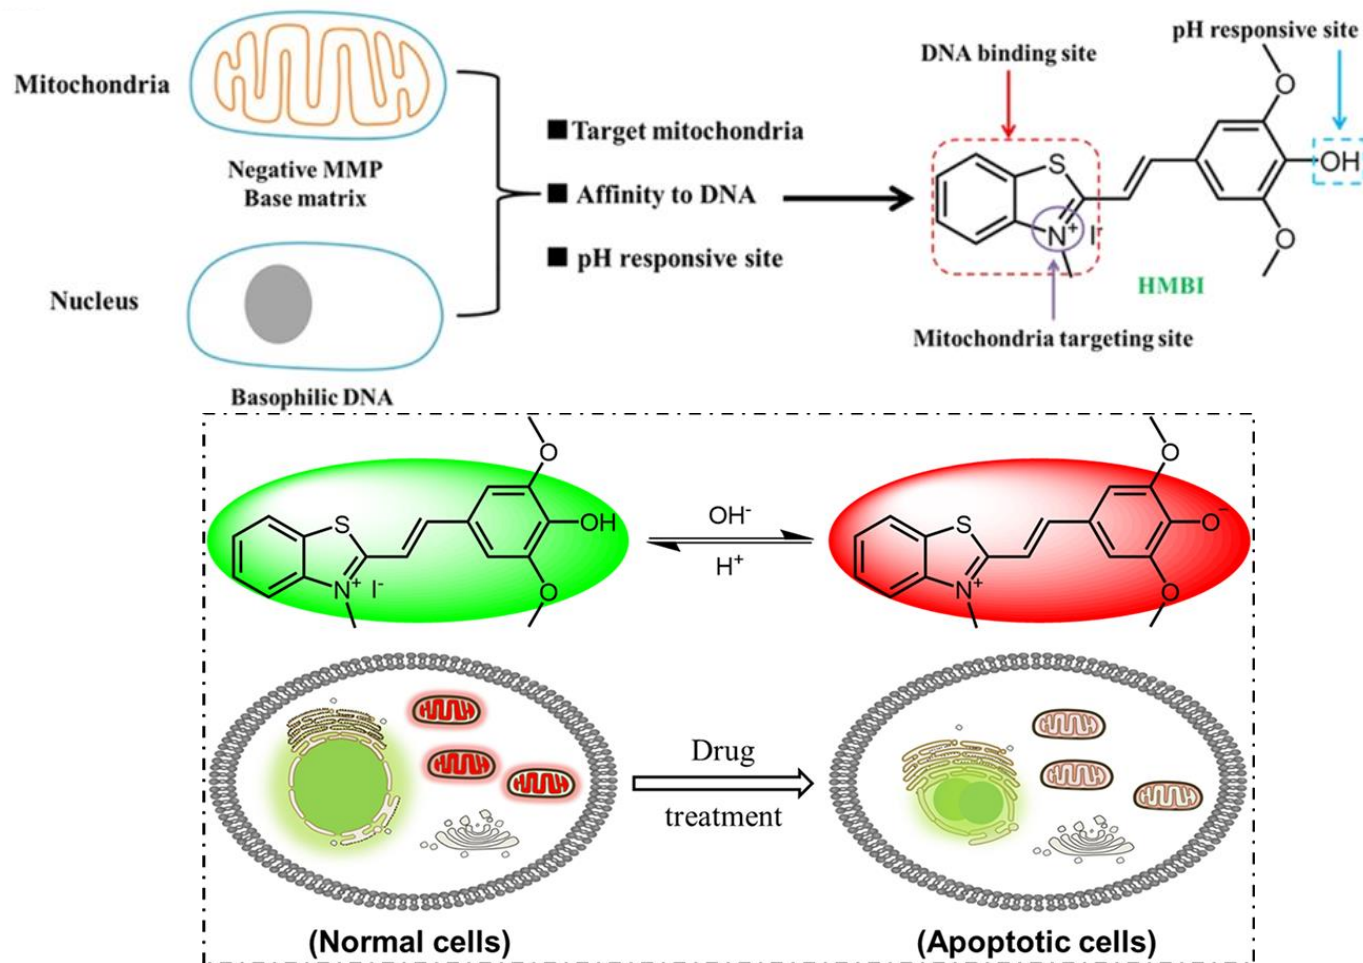 Mitochondria
Negative MMP
Base matrix
Nucleus
Basophilic DNA
■ Target mitochondria
■ Affinity to DNA
■ pH responsive site
pH responsive site
DNA binding site
O
S
OH
N⁺
I⁻
O
HMBI
Mitochondria targeting site
O
S
OH
N⁺
I⁻
O
OH⁻
H⁺
O
S
O⁻
N⁺
O
Drug
treatment
(Normal cells)
(Apoptotic cells)